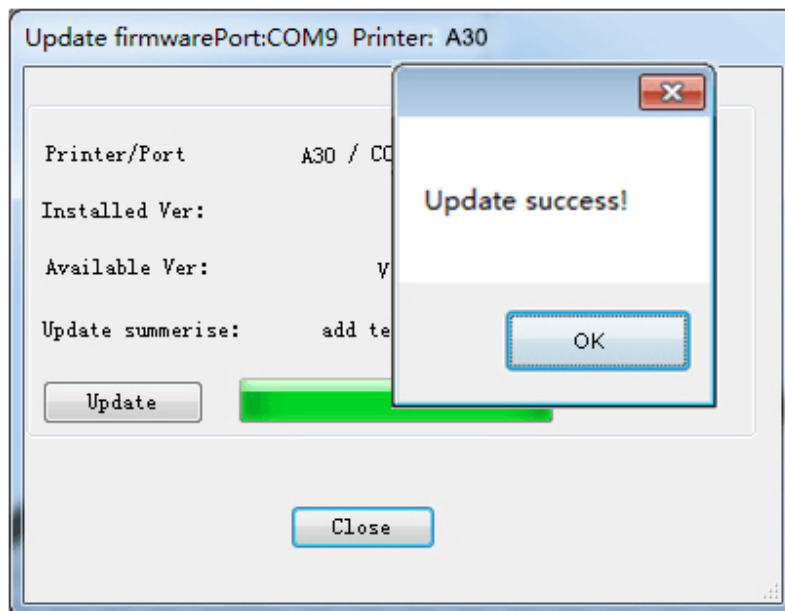 Update firmwarePort:COM9 Printer: A30
Printer/Port A30 / CO
Installed Ver:
Available Ver: V
Update summerise: add te
Update
Close
Update success!
OK